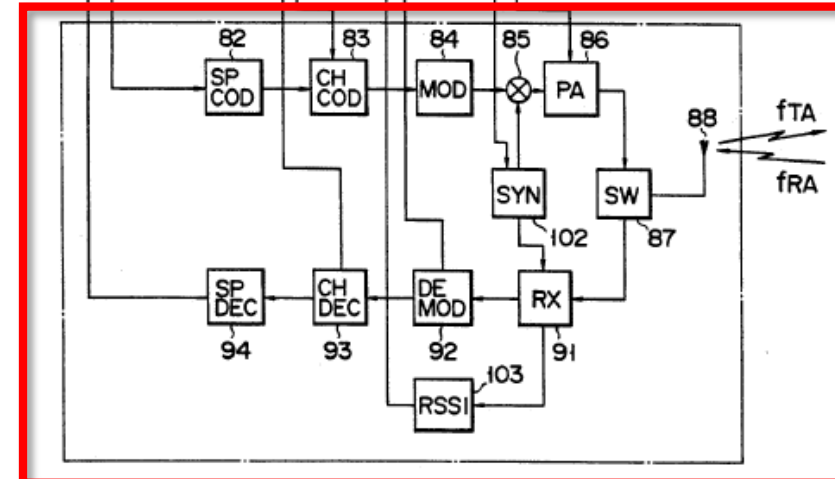 82
83
84
85
86
SP
COD
CH
COD
MOD
PA
88
fTA
fRA
SYN
102
SW
87
SP
DEC
94
CH
DEC
93
DE
MOD
92
RX
91
RSSI
103